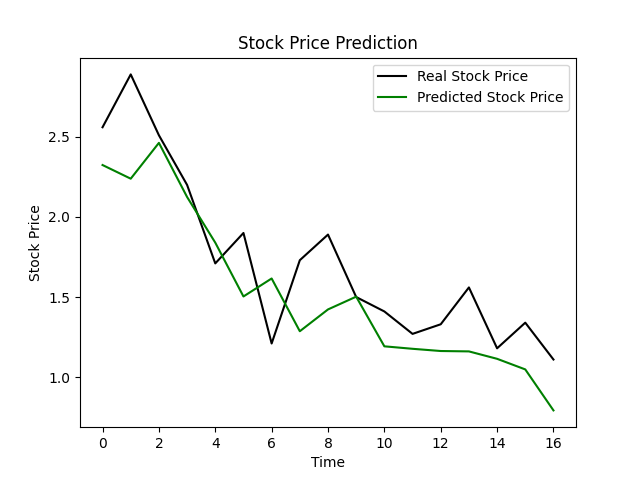 Stock Price Prediction
Real Stock Price
Predicted Stock Price
Stock Price
2.5
2.0
1.5
1.0
0 2 4 6 8 10 12 14 16
Time